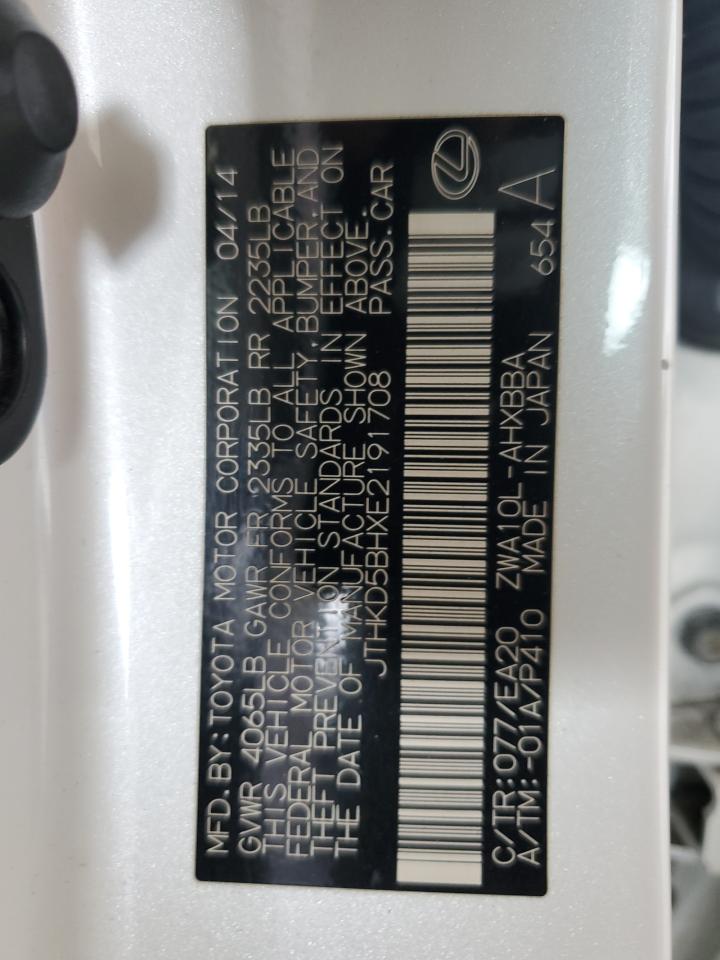 MFD. BY: TOYOTA MOTOR CORPORATION 04/14
GVWR 4065LB GAWR FR 2335LB RR 2235LB
THIS VEHICLE CONFORMS TO ALL APPLICABLE
FEDERAL MOTOR VEHICLE SAFETY, BUMPER, AND
THEFT PREVENTION STANDARDS IN EFFECT ON
THE DATE OF MANUFACTURE SHOWN ABOVE.
JTHKD5BHXE2191708 PASS.CAR
C/TR: 077/EA20 ZWA10L-AHXBBA 654 A
A/TM: -01A/P410 MADE IN JAPAN